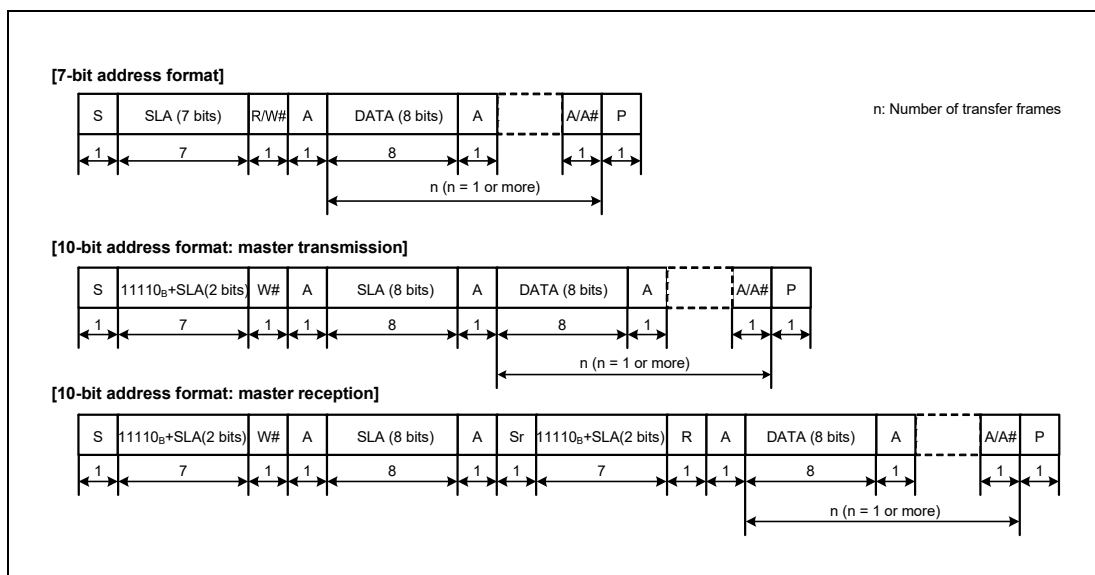 [7-bit address format]
n: Number of transfer frames
S SLA (7 bits) R/W# A DATA (8 bits) A A/A# P
1 7 1 1 8 1 1 1
n (n = 1 or more)
[10-bit address format: master transmission]
S 11110B+SLA(2 bits) W# A SLA (8 bits) A DATA (8 bits) A A/A# P
1 7 1 1 8 1 8 1 1 1
n (n = 1 or more)
[10-bit address format: master reception]
S 11110B+SLA(2 bits) W# A SLA (8 bits) A Sr 11110B+SLA(2 bits) R A DATA (8 bits) A A/A# P
1 7 1 1 8 1 1 7 1 1 8 1 1 1
n (n = 1 or more)